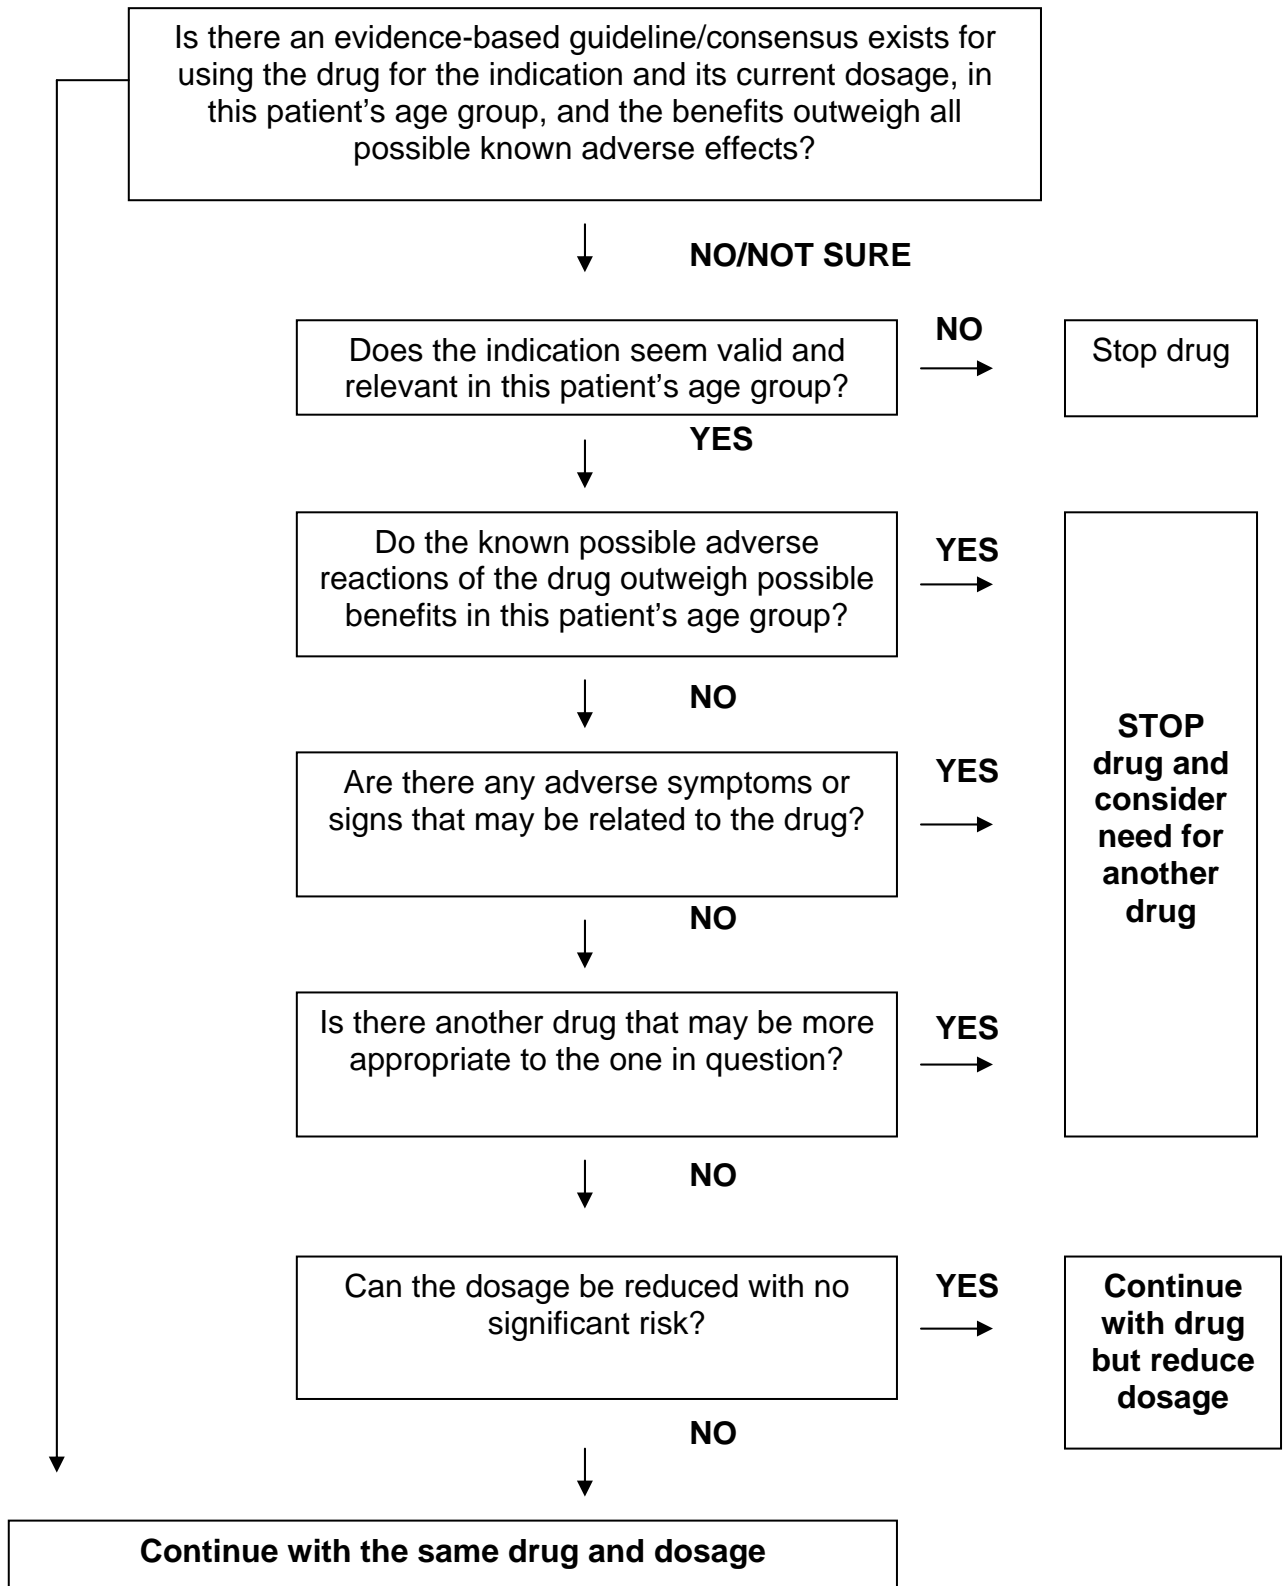 Is there an evidence-based guideline/consensus exists for
using the drug for the indication and its current dosage, in
this patient’s age group, and the benefits outweigh all
possible known adverse effects?
NO/NOT SURE
Does the indication seem valid and
relevant in this patient’s age group?
NO
Stop drug
YES
Do the known possible adverse
reactions of the drug outweigh possible
benefits in this patient’s age group?
YES
NO
Are there any adverse symptoms or
signs that may be related to the drug?
YES
STOP
drug and
consider
need for
another
drug
NO
Is there another drug that may be more
appropriate to the one in question?
YES
NO
Can the dosage be reduced with no
significant risk?
YES
Continue
with drug
but reduce
dosage
NO
Continue with the same drug and dosage